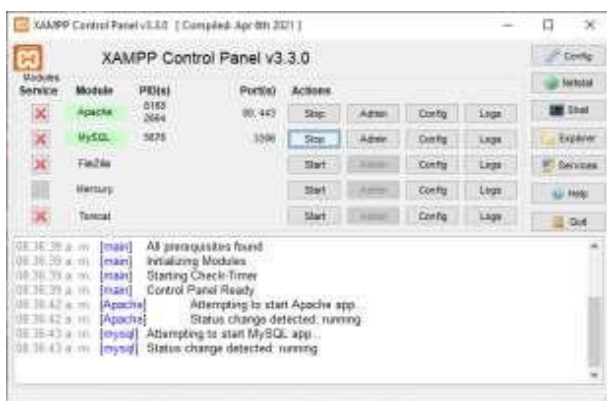 XAMPP Control Panel v3.3.0 [ Compiled: Apr 6th 2021 ]
XAMPP Control Panel v3.3.0
Config
Modules
Service Module PID(s) Port(s) Actions
Netstat
Apache 80, 443 Stop Admin Config Logs
Shell
MySQL 3306 Stop Admin Config Logs
Explorer
FileZilla Start Admin Config Logs
Services
Mercury Start Admin Config Logs
Help
Tomcat Start Admin Config Logs
Quit
[main] All prerequisites found
[main] Initializing Modules
[main] Starting Check-Timer
[main] Control Panel Ready
[Apache] Attempting to start Apache app
[Apache] Status change detected: running
[mysql] Attempting to start MySQL app...
[mysql] Status change detected: running